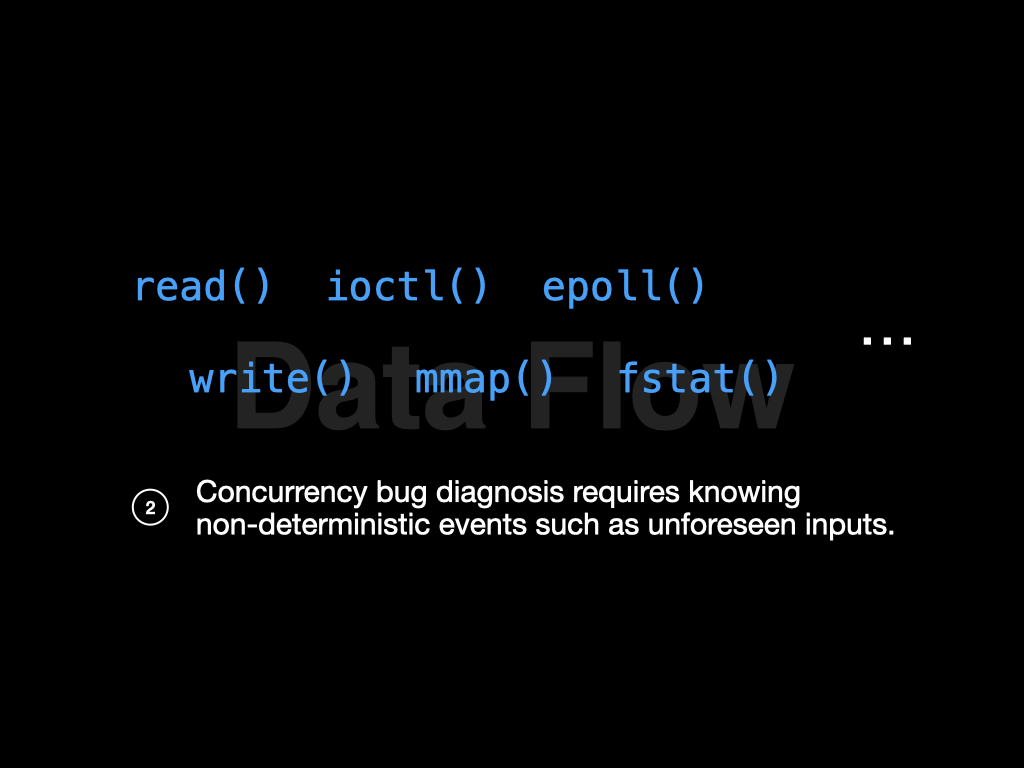 read() ioctl() epoll()
...
write() mmap() fstat()
Data Flow
2
Concurrency bug diagnosis requires knowing
non-deterministic events such as unforeseen inputs.